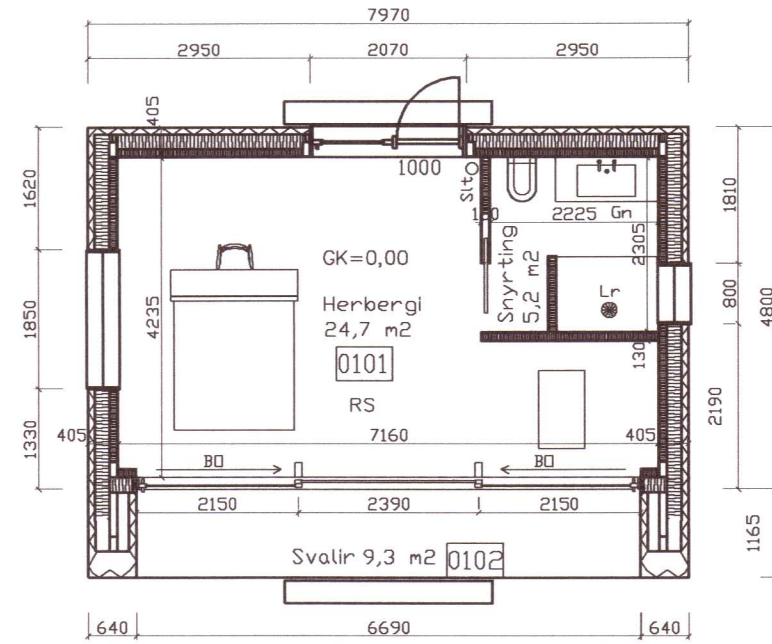 7970
2950 2070 2950
405
1000
Slt
130 2225 Gn
1620
1850
1330
4235
2305
1810
800
4800
2190
1165
GK=0,00
Snyrting
5,2 m2
Lr
Herbergi
24,7 m2
0101
RS
130
405 7160 405
BO BO
2150 2390 2150
Svalir 9,3 m2 0102
640 6690 640